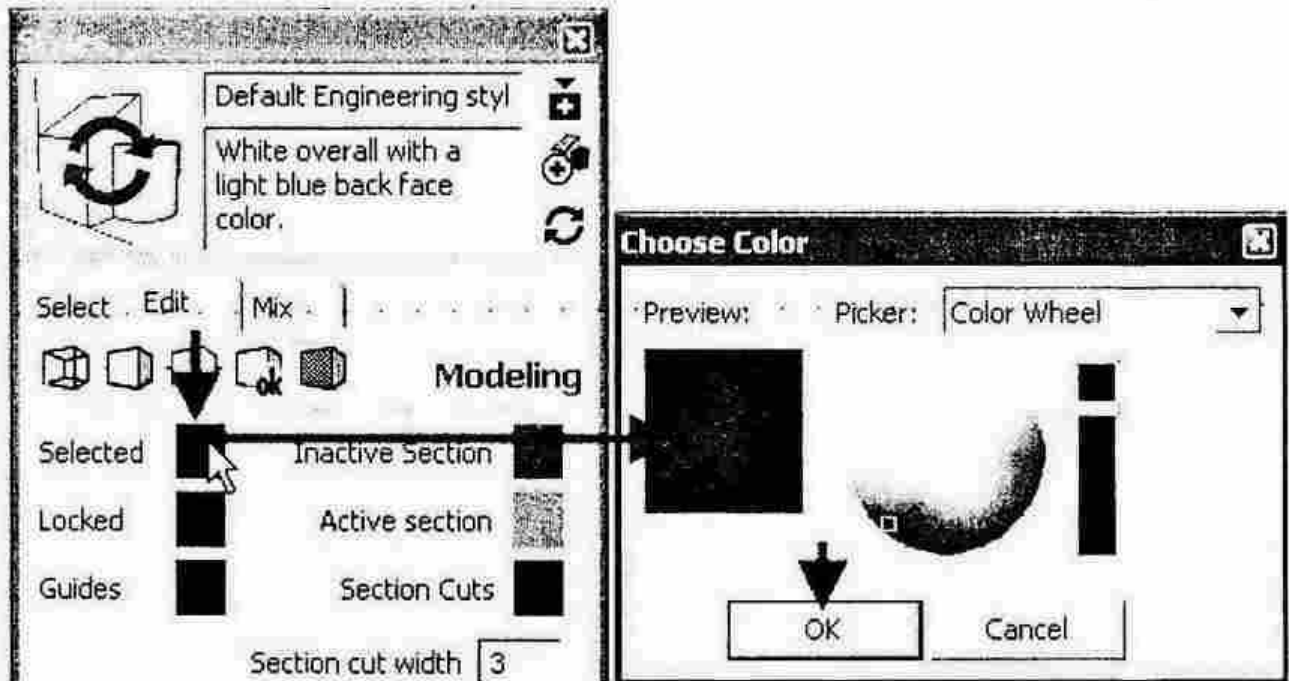 Default Engineering styl
White overall with a
light blue back face
color.
Select Edit Mix
ok
Modeling
Selected Inactive Section
Locked Active section
Guides Section Cuts
Section cut width 3
Choose Color
Preview: Picker: Color Wheel
OK Cancel